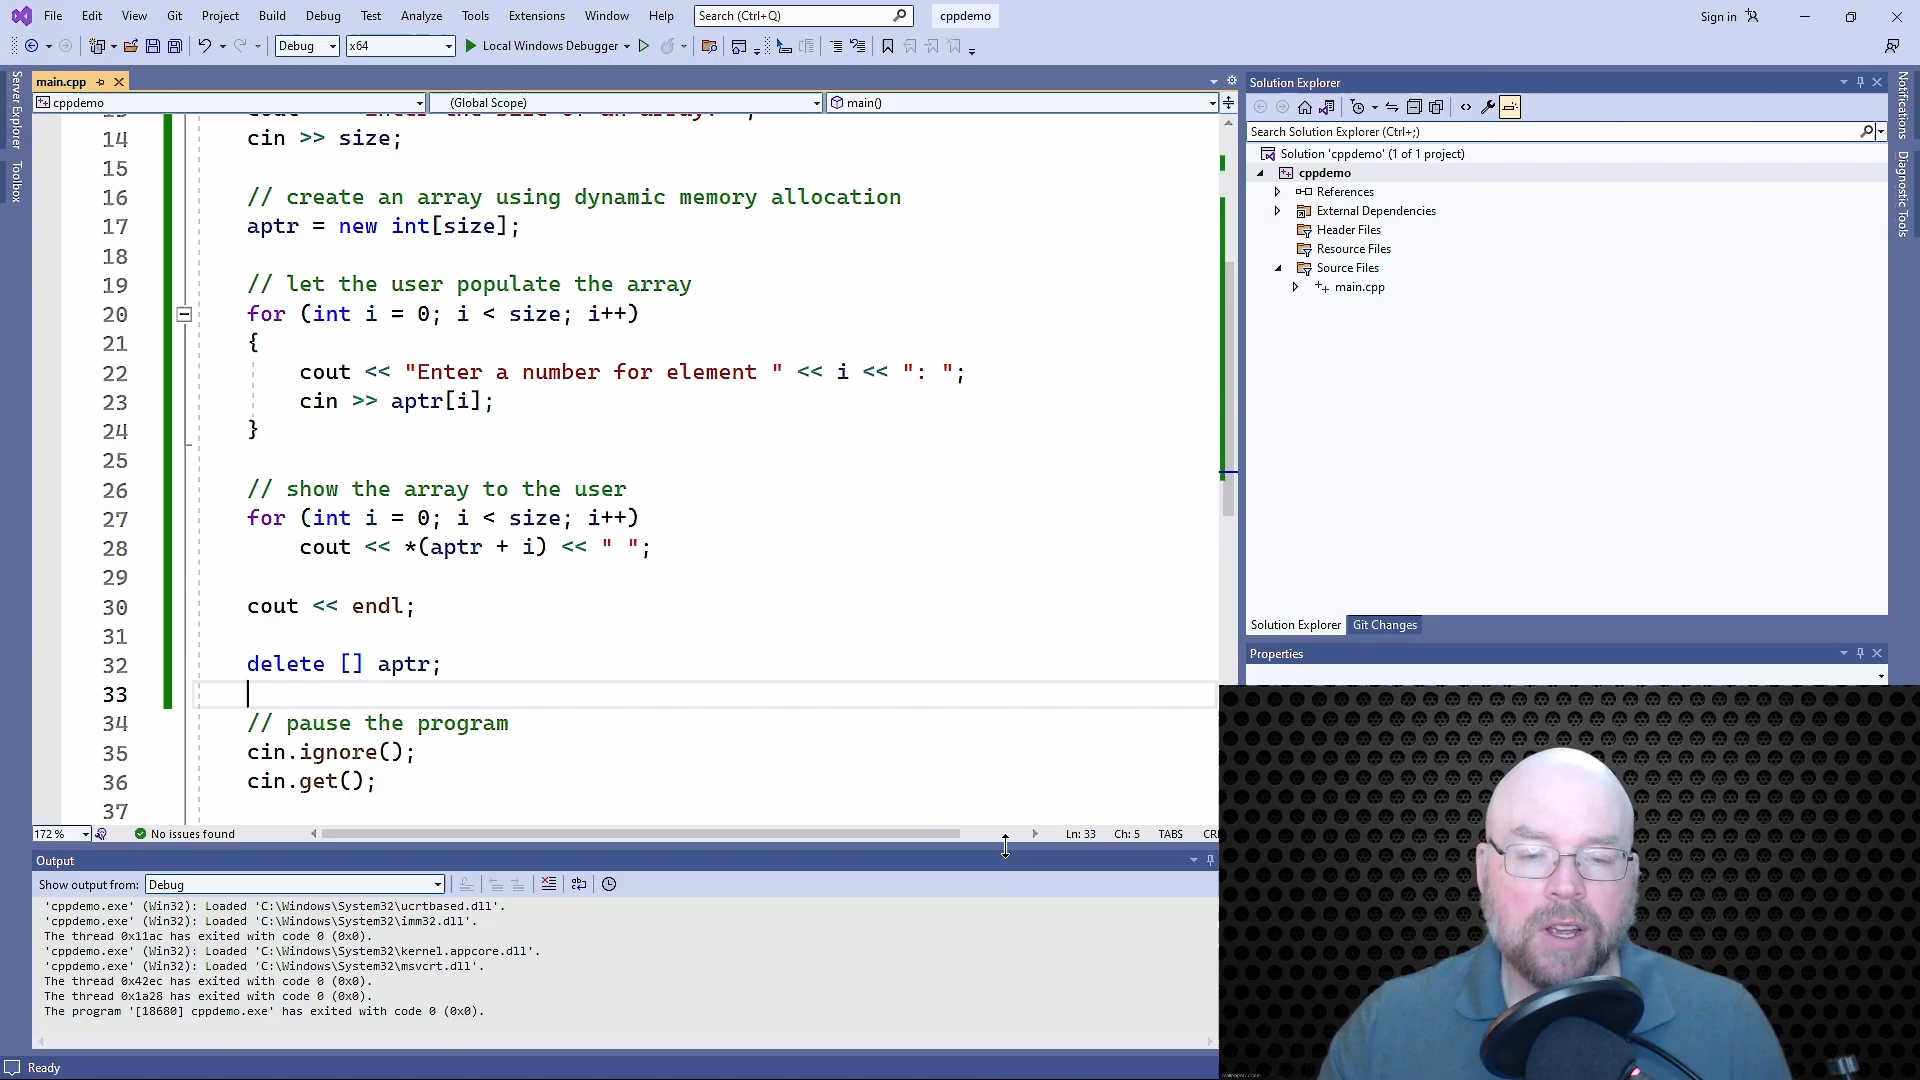 File Edit View Git Project Build Debug Test Analyze Tools Extensions Window Help Search (Ctrl+Q) cppdemo Sign in
Debug x64 Local Windows Debugger
Server Explorer
Toolbox
main.cpp
cppdemo (Global Scope) main()
14 cin >> size;
15
16 // create an array using dynamic memory allocation
17 aptr = new int[size];
18
19 // let the user populate the array
20 for (int i = 0; i < size; i++)
21 {
22 cout << "Enter a number for element " << i << ": ";
23 cin >> aptr[i];
24 }
25
26 // show the array to the user
27 for (int i = 0; i < size; i++)
28 cout << *(aptr + i) << " ";
29
30 cout << endl;
31
32 delete [] aptr;
33
34 // pause the program
35 cin.ignore();
36 cin.get();
37
172 % No issues found Ln: 33 Ch: 5 TABS
Output
Show output from: Debug
'cppdemo.exe' (Win32): Loaded 'C:\Windows\System32\ucrtbased.dll'.
'cppdemo.exe' (Win32): Loaded 'C:\Windows\System32\imm32.dll'.
The thread 0x11ac has exited with code 0 (0x0).
'cppdemo.exe' (Win32): Loaded 'C:\Windows\System32\kernel.appcore.dll'.
'cppdemo.exe' (Win32): Loaded 'C:\Windows\System32\msvcrt.dll'.
The thread 0x42ec has exited with code 0 (0x0).
The thread 0x1a28 has exited with code 0 (0x0).
The program '[18680] cppdemo.exe' has exited with code 0 (0x0).
Ready
Solution Explorer
Search Solution Explorer (Ctrl+;)
Solution 'cppdemo' (1 of 1 project)
cppdemo
References
External Dependencies
Header Files
Resource Files
Source Files
main.cpp
Solution Explorer Git Changes
Properties
Notifications
Diagnostic Tools